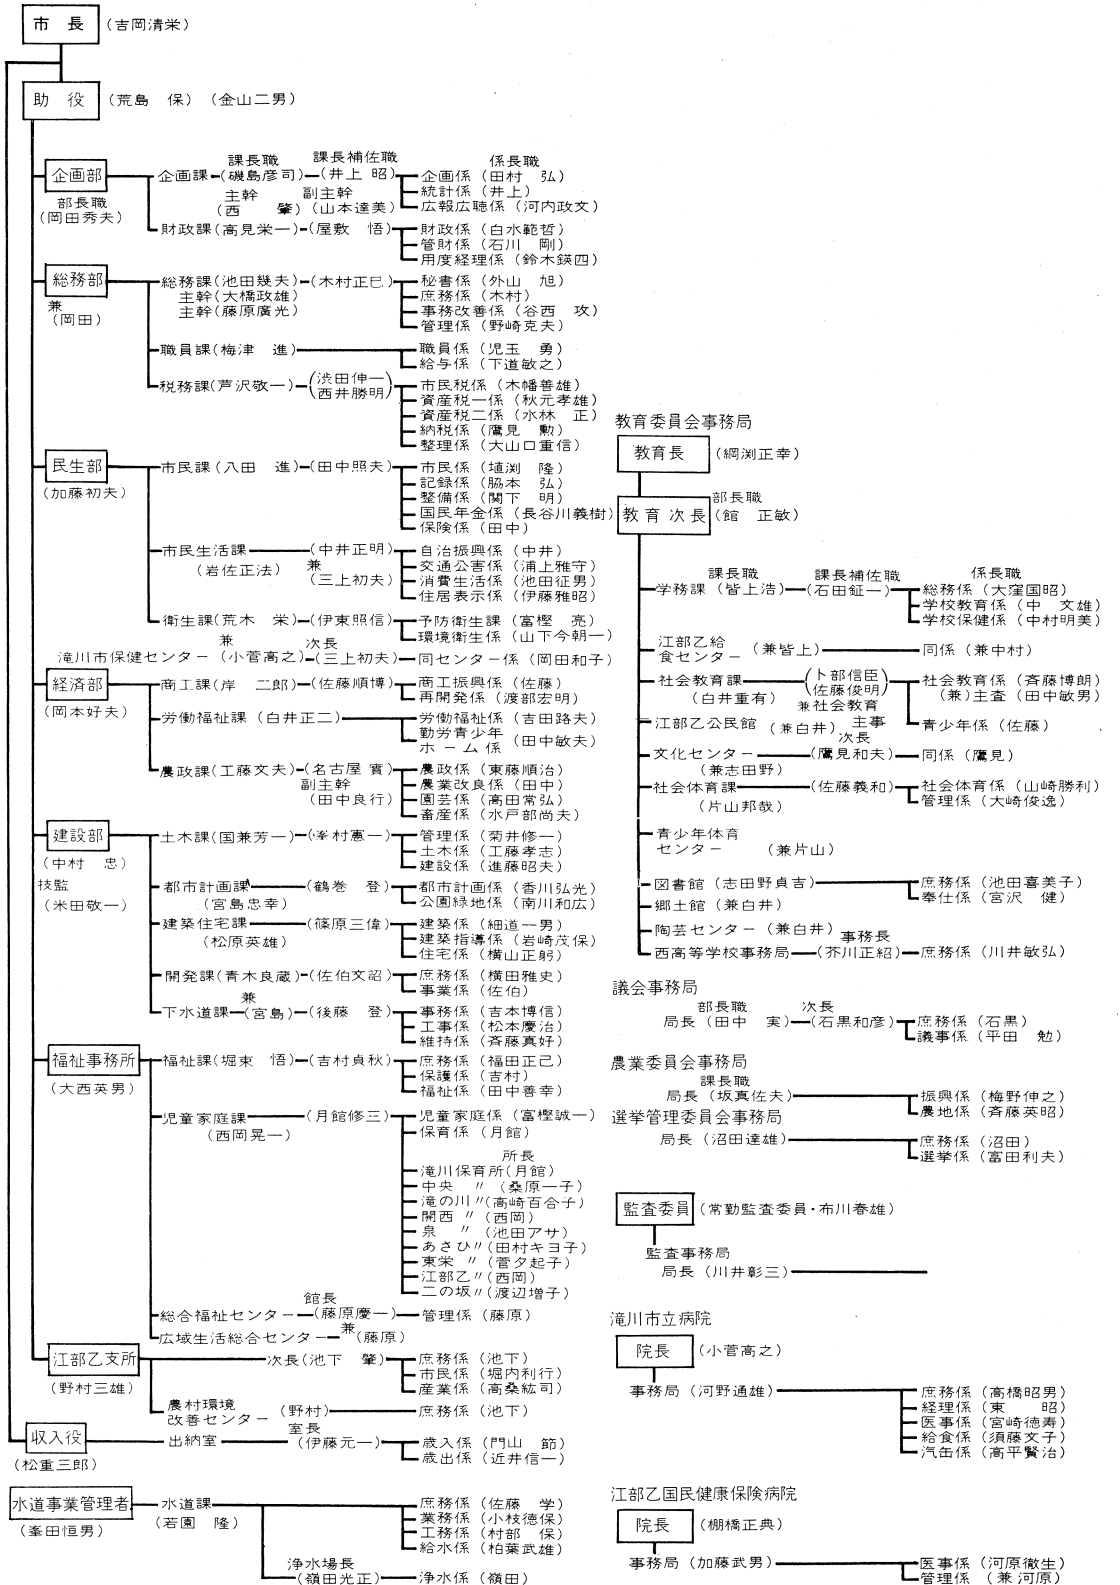 市長 (吉岡清栄)
助役 (荒島 保) (金山二男)
課長職 課長補佐職 係長職
企画部 企画課 (磯島彦司) (井上 昭) 企画係 (田村 弘)
主幹 副主幹 統計係 (井上)
部長職 (西 肇) (山本達美) 広報広聴係 (河内政文)
(岡田秀夫) 財政課 (高見栄一) (屋敷 悟) 財政係 (白水範哲)
管財係 (石川 剛)
用度経理係 (鈴木鍈四)
総務部 総務課 (池田幾夫) (木村正巳) 秘書係 (外山 旭)
主幹 (大橋政雄) 庶務係 (木村)
兼 (岡田) 主幹 (藤原廣光) 事務改善係 (谷西 攻)
管理係 (野崎克夫)
職員課 (梅津 進) 職員係 (児玉 勇)
給与係 (下道敏之)
税務課 (芦沢敬一) (渋田伸一 西井勝明) 市民税係 (木幡善雄)
資産税一係 (秋元孝雄)
資産税二係 (水林 正)
納税係 (鷹見 勲)
整理係 (大山口重信)
民生部 市民課 (八田 進) (田中照夫) 市民係 (埴渕 隆)
(加藤初夫) 記録係 (脇本 弘)
整備係 (関下 明)
国民年金係 (長谷川義樹)
保険係 (田中)
市民生活課 (中井正明) 自治振興係 (中井)
(岩佐正法) 兼 (三上初夫) 交通公害係 (浦上雅守)
消費生活係 (池田征男)
住居表示係 (伊藤雅昭)
衛生課 (荒木 栄) (伊東照信) 予防衛生課 (富樫 亮)
兼 次長 環境衛生係 (山下今朝一)
滝川市保健センター (小菅高之) (三上初夫) 同センター係 (岡田和子)
経済部 商工課 (岸 二郎) (佐藤順博) 商工振興係 (佐藤)
(岡本好夫) 再開発係 (渡部宏明)
労働福祉課 (白井正二) 労働福祉係 (吉田路夫)
勤労青少年ホーム係 (田中敏夫)
農政課 (工藤文夫) (名古屋 實) 農政係 (東藤順治)
副主幹 農業改良係 (田中)
(田中良行) 園芸係 (高田常弘)
畜産係 (水戸部尚夫)
建設部 土木課 (国兼芳一) (峯村憲一) 管理係 (菊井修一)
(中村 忠) 土木係 (工藤孝志)
技監 建設係 (進藤昭夫)
(米田敬一) 都市計画課 (鶴巻 登) 都市計画係 (香川弘光)
(宮島忠幸) 公園緑地係 (南川和広)
建築住宅課 (篠原三偉) 建築係 (細道一男)
(松原英雄) 建築指導係 (岩崎茂保)
住宅係 (横山正躬)
開発課 (青木良蔵) (佐伯文詔) 庶務係 (横田雅史)
兼 事業係 (佐伯)
下水道課 (宮島) (後藤 登) 事務係 (吉本博信)
工事係 (松本慶治)
維持係 (斉藤真好)
福祉事務所 福祉課 (堀東 悟) (吉村貞秋) 庶務係 (福田正己)
(大西英男) 保護係 (吉村)
福祉係 (田中善幸)
児童家庭課 (月館修三) 児童家庭係 (富樫誠一)
(西岡晃一) 保育係 (月館)
所長
滝川保育所 (月館)
中央 〃 (桑原一子)
滝の川〃 (高崎百合子)
開西 〃 (西岡)
泉 〃 (池田アサ)
あさひ〃 (田村キヨ子)
東栄 〃 (菅夕起子)
江部乙〃 (西岡)
二の坂〃 (渡辺増子)
館長
総合福祉センター (藤原慶一) 管理係 (藤原)
広域生活総合センター 兼 (藤原)
江部乙支所 次長 (池下 肇) 庶務係 (池下)
(野村三雄) 市民係 (堀内利行)
産業係 (高桑紘司)
農村環境改善センター (野村) 庶務係 (池下)
室長
収入役 出納室 (伊藤元一) 歳入係 (門山 節)
(松重三郎) 歳出係 (近井信一)
水道事業管理者 水道課 庶務係 (佐藤 学)
(峯田恒男) (若園 隆) 業務係 (小枝徳保)
工務係 (村部 保)
給水係 (柏葉武雄)
浄水場長
(嶺田光正) 浄水係 (嶺田)
教育委員会事務局
教育長 (綱渕正幸)
部長職
教育次長 (館 正敏)
課長職 課長補佐職 係長職
学務課 (皆上浩) (石田鉦一) 総務係 (大窪国昭)
学校教育係 (中 文雄)
学校保健係 (中村明美)
江部乙給食センター (兼皆上) 同係 (兼中村)
社会教育課 (卜部信臣 佐藤俊明) 社会教育係 (斉藤博朗)
(白井重有) 兼社会教育主事 (兼)主査 (田中敏男)
江部乙公民館 (兼白井) 青少年係 (佐藤)
次長
文化センター (鷹見和夫) 同係 (鷹見)
(兼志田野)
社会体育課 (佐藤義和) 社会体育係 (山崎勝利)
(片山邦哉) 管理係 (大崎俊逸)
青少年体育センター (兼片山)
図書館 (志田野貞吉) 庶務係 (池田喜美子)
奉仕係 (宮沢 健)
郷土館 (兼白井)
陶芸センター (兼白井)
事務長
西高等学校事務局 (芥川正紹) 庶務係 (川井敏弘)
議会事務局
部長職 次長
局長 (田中 実) (石黒和彦) 庶務係 (石黒)
議事係 (平田 勉)
農業委員会事務局
課長職
局長 (坂真佐夫) 振興係 (梅野伸之)
農地係 (斉藤英昭)
選挙管理委員会事務局
局長 (沼田達雄) 庶務係 (沼田)
選挙係 (富田利夫)
監査委員 (常勤監査委員・布川春雄)
監査事務局
局長 (川井彰三)
滝川市立病院
院長 (小菅高之)
事務局 (河野通雄) 庶務係 (高橋昭男)
経理係 (東 昭)
医事係 (宮崎徳寿)
給食係 (須藤文子)
汽缶係 (高平賢治)
江部乙国民健康保険病院
院長 (棚橋正典)
事務局 (加藤武男) 医事係 (河原徹生)
管理係 (兼河原)